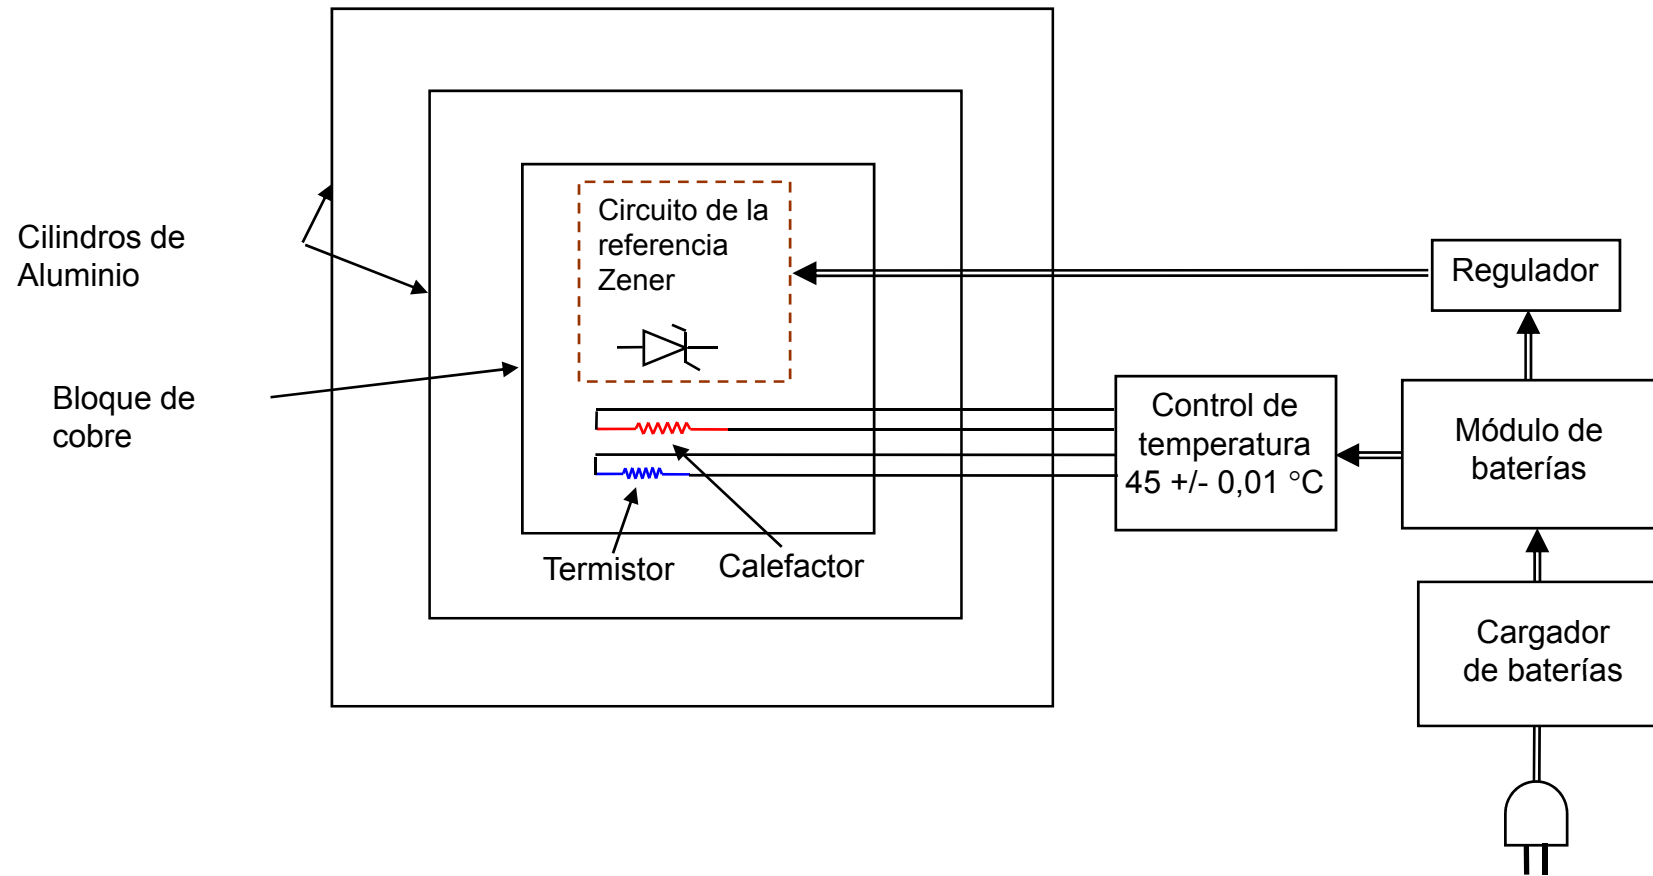 Cilindros de
Aluminio
Bloque de
cobre
Circuito de la
referencia
Zener
Termistor
Calefactor
Control de
temperatura
45 +/- 0,01 °C
Regulador
Módulo de
baterías
Cargador
de baterías